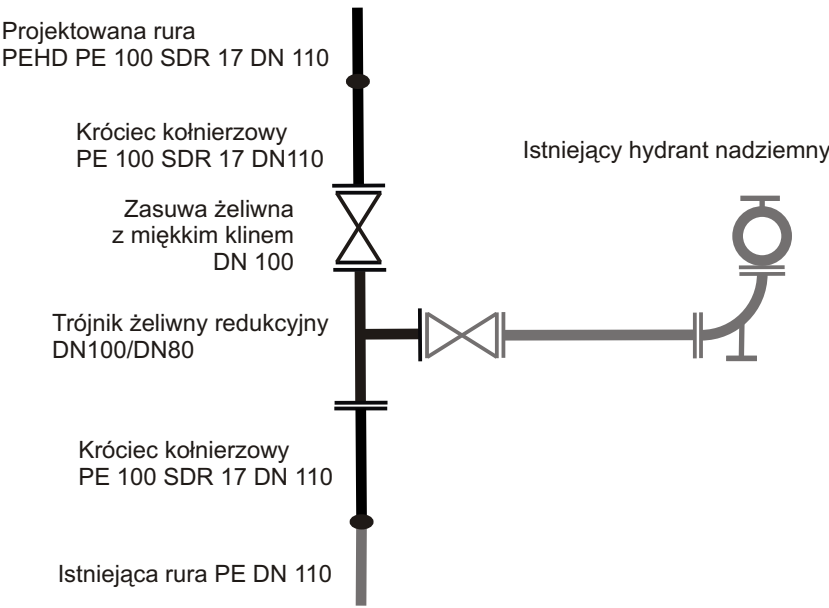 Projektowana rura
PEHD PE 100 SDR 17 DN 110
Króciec kołnierzowy
PE 100 SDR 17 DN110
Istniejący hydrant nadziemny
Zasuwa żeliwna
z miękkim klinem
DN 100
Trójnik żeliwny redukcyjny
DN100/DN80
Króciec kołnierzowy
PE 100 SDR 17 DN 110
Istniejąca rura PE DN 110